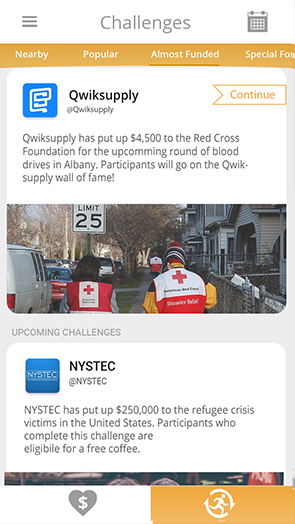 Challenges
Nearby Popular Almost Funded Special For
Qwiksupply
Continue
@Qwiksupply
Qwiksupply has put up $4,500 to the Red Cross
Foundation for the upcomming round of blood
drives in Albany. Participants will go on the Qwik-
supply wall of fame!
LIMIT
25
American Red Cross
Disaster Relief
UPCOMING CHALLENGES
NYSTEC
NYSTEC
@NYSTEC
NYSTEC has put up $250,000 to the refugee crisis
victims in the United States. Participants who
complete this challenge are
eligibile for a free coffee.
$